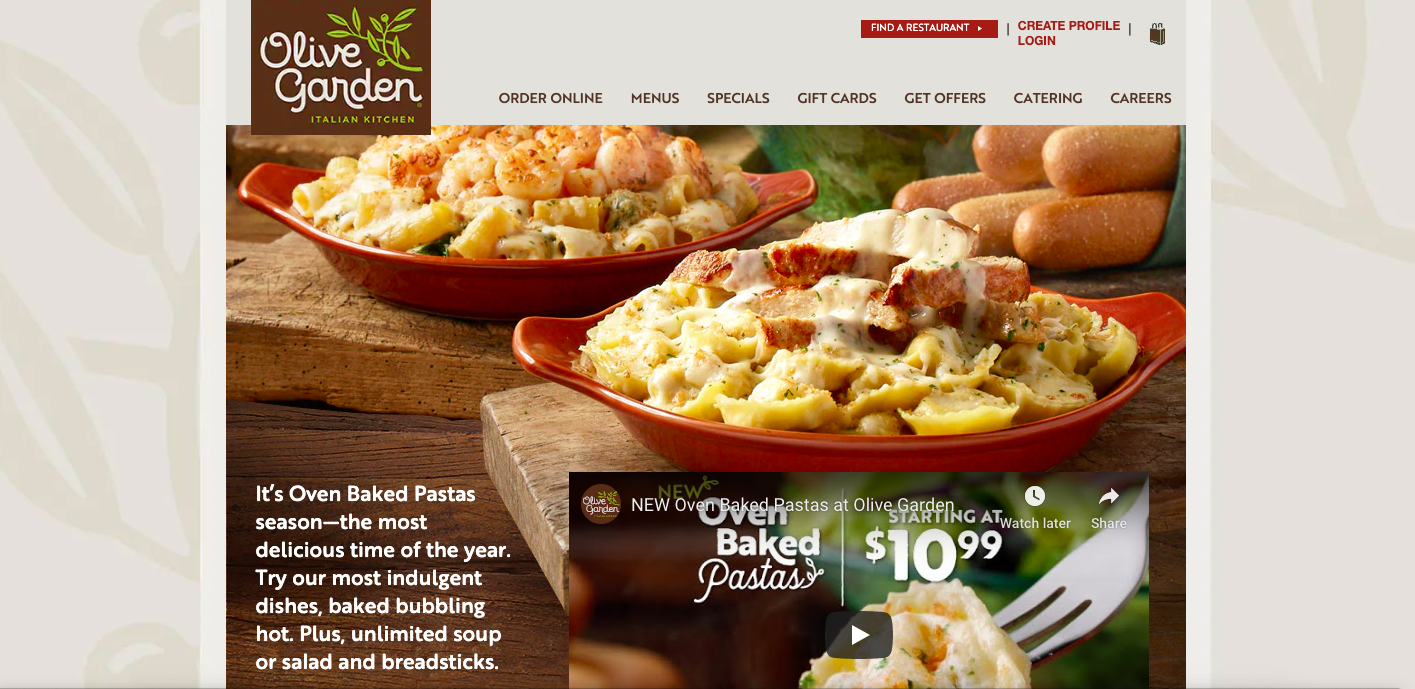 Olive
Garden
ITALIAN KITCHEN
FIND A RESTAURANT
|
CREATE PROFILE
|
LOGIN
ORDER ONLINE
MENUS
SPECIALS
GIFT CARDS
GET OFFERS
CATERING
CAREERS
It's Oven Baked Pastas
season—the most
delicious time of the year.
Try our most indulgent
dishes, baked bubbling
hot. Plus, unlimited soup
or salad and breadsticks.
Olive
Garden
NEW Oven Baked Pastas at Olive Garden
Watch later
Share
NEW
Oven
Baked
Pastas
STARTING AT
$1099